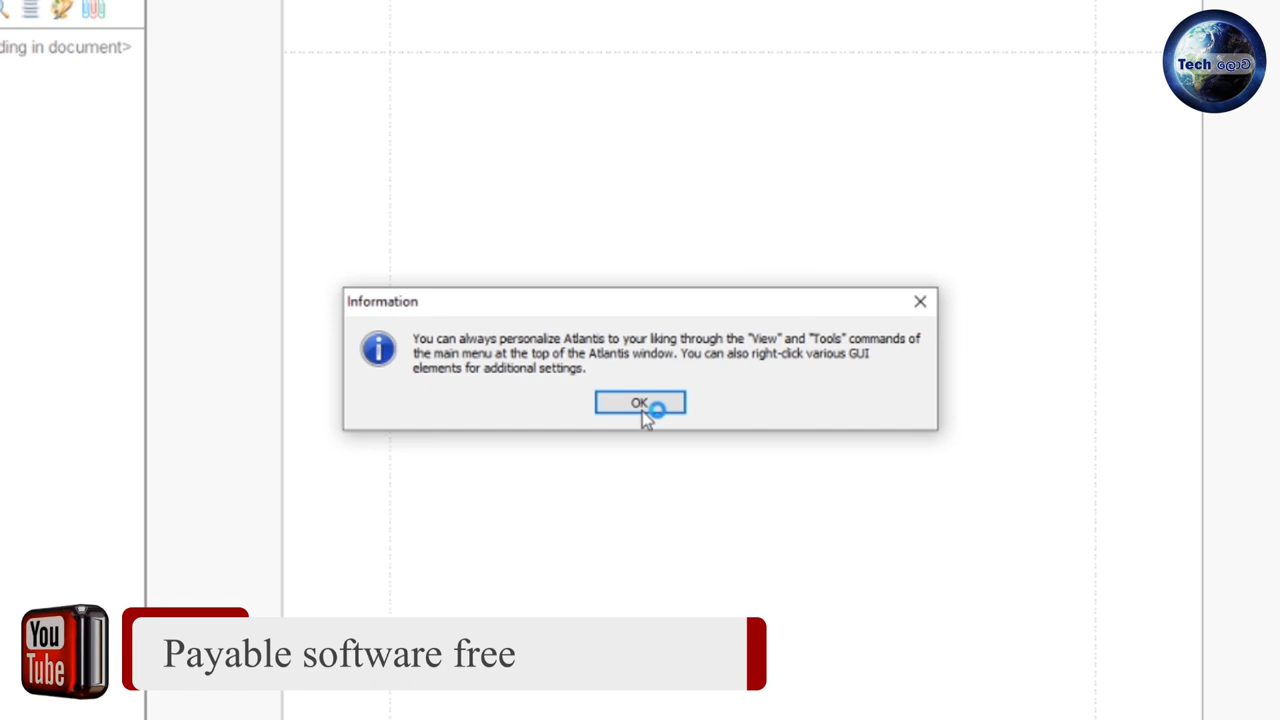 ding in document>
Tech ලොව
Information
You can always personalize Atlantis to your liking through the "View" and "Tools" commands of
the main menu at the top of the Atlantis window. You can also right-click various GUI
elements for additional settings.
OK
You
Tube
Payable software free